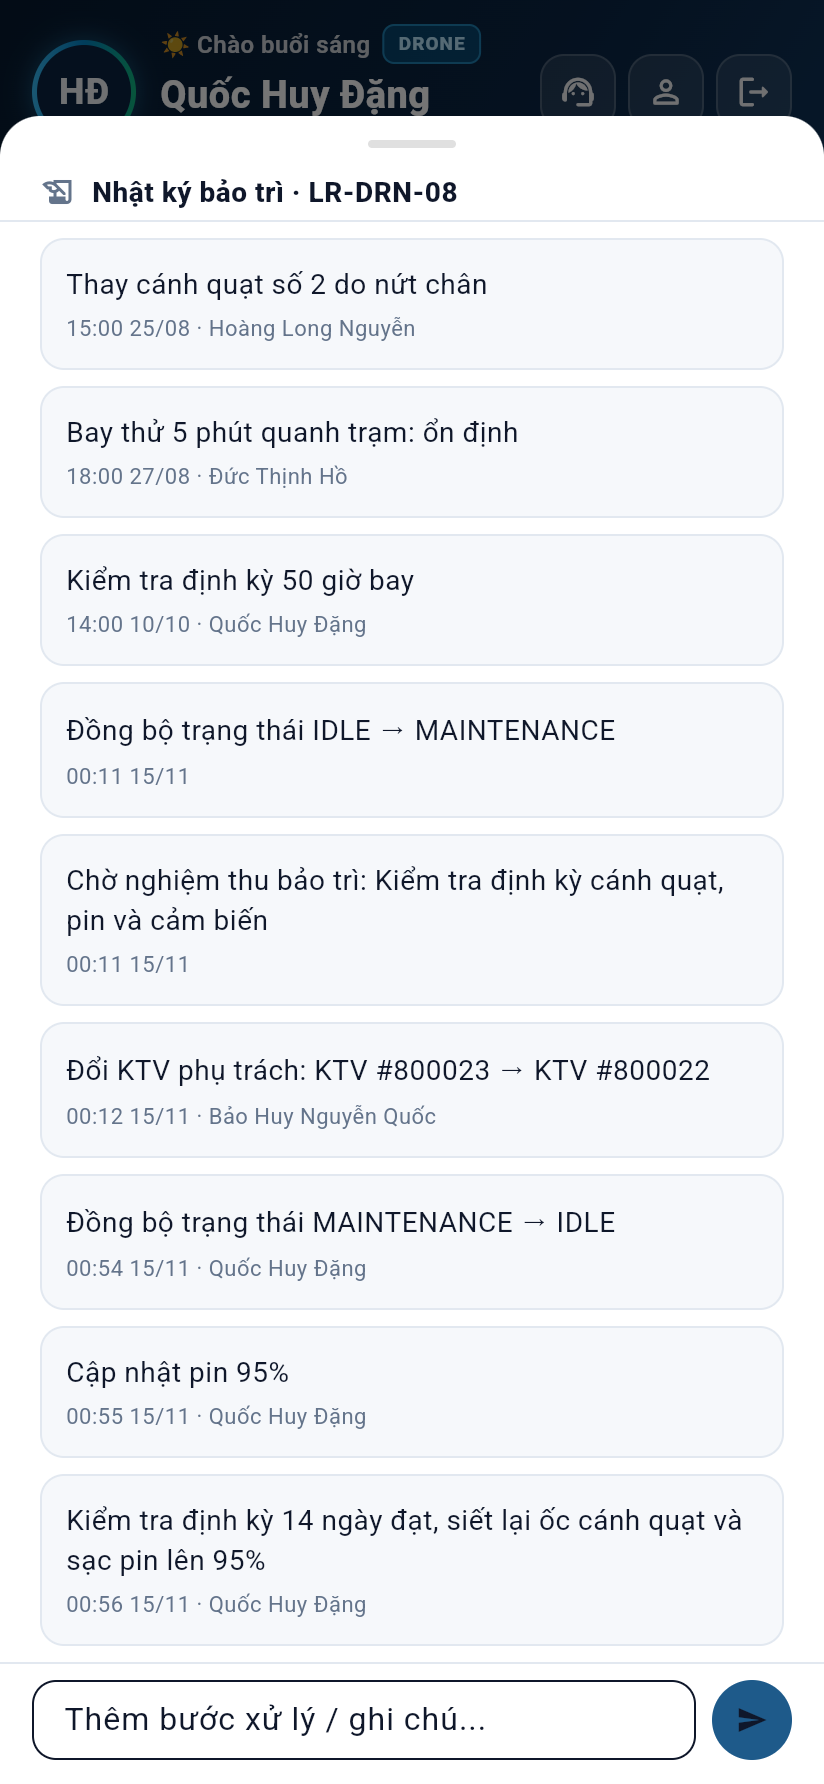 ☀️ Chào buổi sáng DRONE
HĐ
Quốc Huy Đặng
Nhật ký bảo trì · LR-DRN-08
Thay cánh quạt số 2 do nứt chân
15:00 25/08 · Hoàng Long Nguyễn
Bay thử 5 phút quanh trạm: ổn định
18:00 27/08 · Đức Thịnh Hồ
Kiểm tra định kỳ 50 giờ bay
14:00 10/10 · Quốc Huy Đặng
Đồng bộ trạng thái IDLE → MAINTENANCE
00:11 15/11
Chờ nghiệm thu bảo trì: Kiểm tra định kỳ cánh quạt,
pin và cảm biến
00:11 15/11
Đổi KTV phụ trách: KTV #800023 → KTV #800022
00:12 15/11 · Bảo Huy Nguyễn Quốc
Đồng bộ trạng thái MAINTENANCE → IDLE
00:54 15/11 · Quốc Huy Đặng
Cập nhật pin 95%
00:55 15/11 · Quốc Huy Đặng
Kiểm tra định kỳ 14 ngày đạt, siết lại ốc cánh quạt và
sạc pin lên 95%
00:56 15/11 · Quốc Huy Đặng
Thêm bước xử lý / ghi chú...